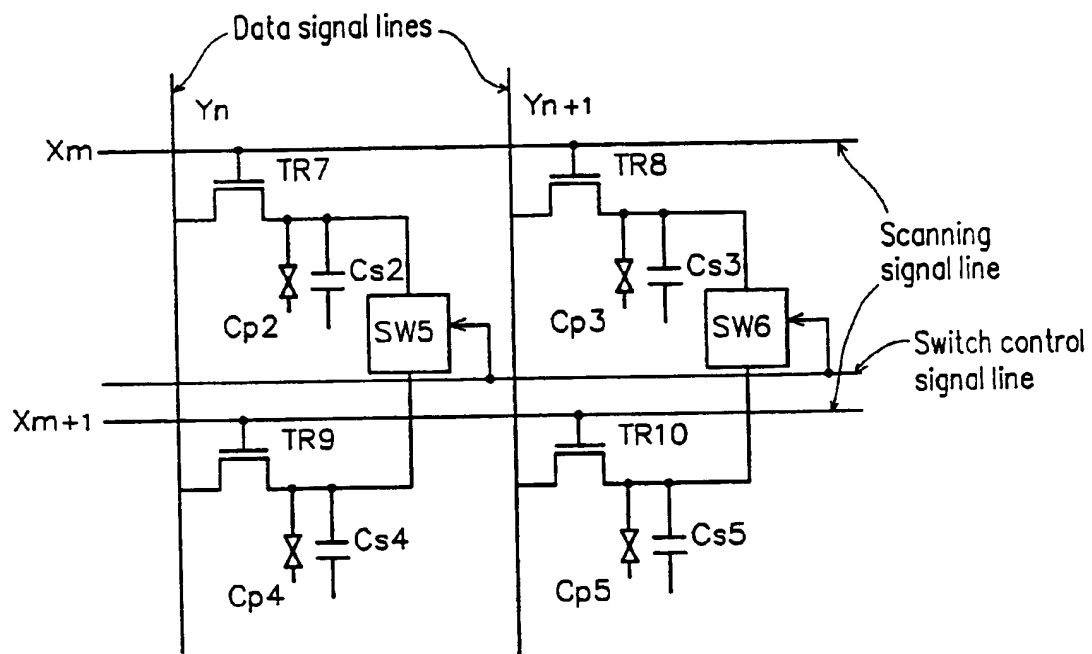 Data signal lines
Yn
Yn+1
Xm
TR7
TR8
Scanning
signal line
Cs2
Cs3
Cp2
Cp3
SW5
SW6
Switch control
signal line
Xm+1
TR9
TR10
Cs4
Cs5
Cp4
Cp5